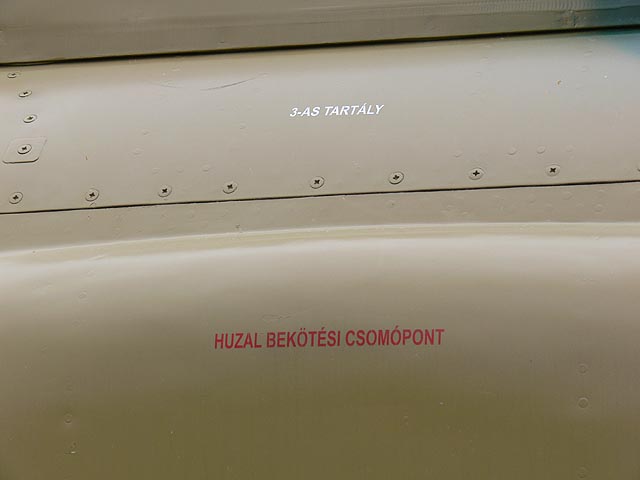 3-AS TARTÁLY
HUZAL BEKÖTÉSI CSOMÓPONT